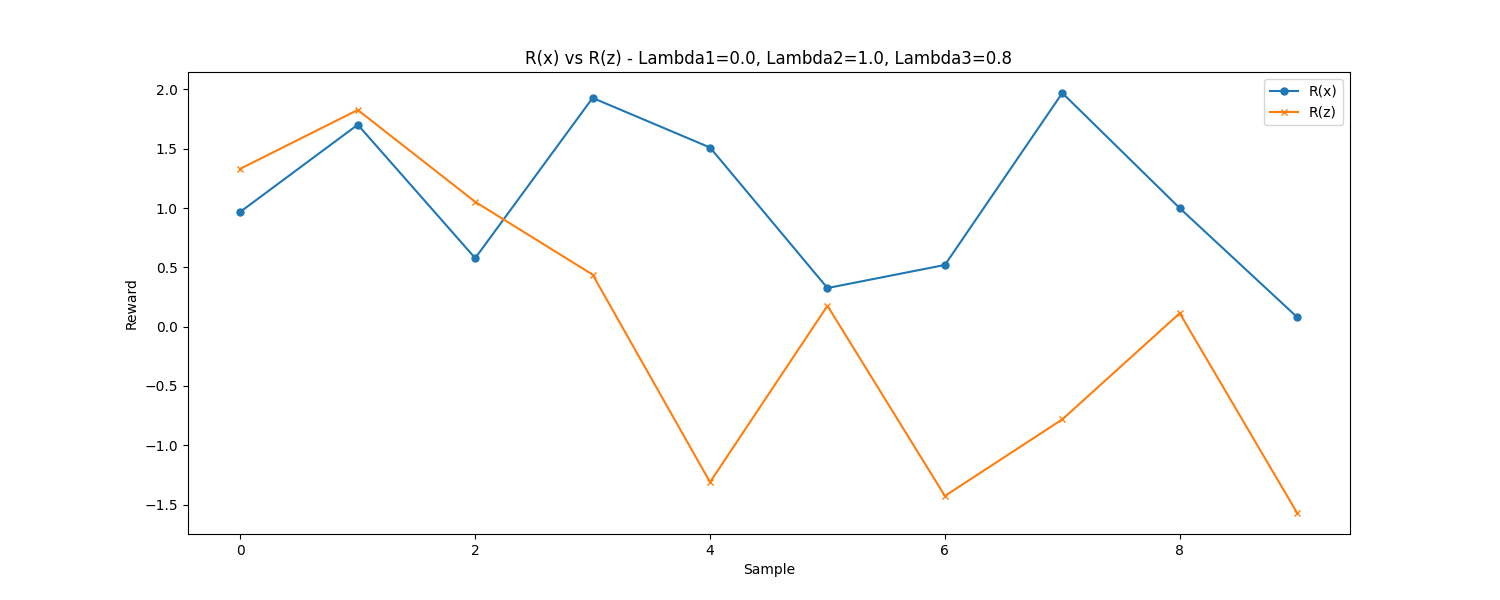 R(x) vs R(z) - Lambda1=0.0, Lambda2=1.0, Lambda3=0.8
R(x)
R(z)
2.0
1.5
1.0
0.5
0.0
−0.5
−1.0
−1.5
Reward
0 2 4 6 8
Sample